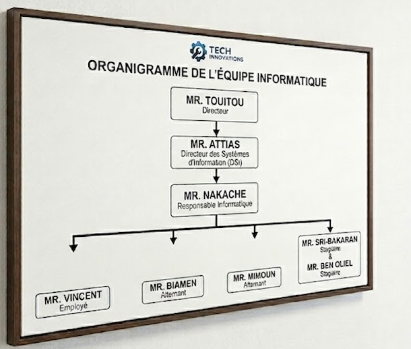 TECH
INNOVATIONS
ORGANIGRAMME DE L'ÉQUIPE INFORMATIQUE
MR. TOUITOU
Directeur
MR. ATTIAS
Directeur des Systèmes
d'Information (DSI)
MR. NAKACHE
Responsable Informatique
MR. VINCENT
Employé
MR. BIAMEN
Alternant
MR. MIMOUN
Alternant
MR. SRI-BAKARAN
Stagiaire
&
MR. BEN OLIEL
Stagiaire